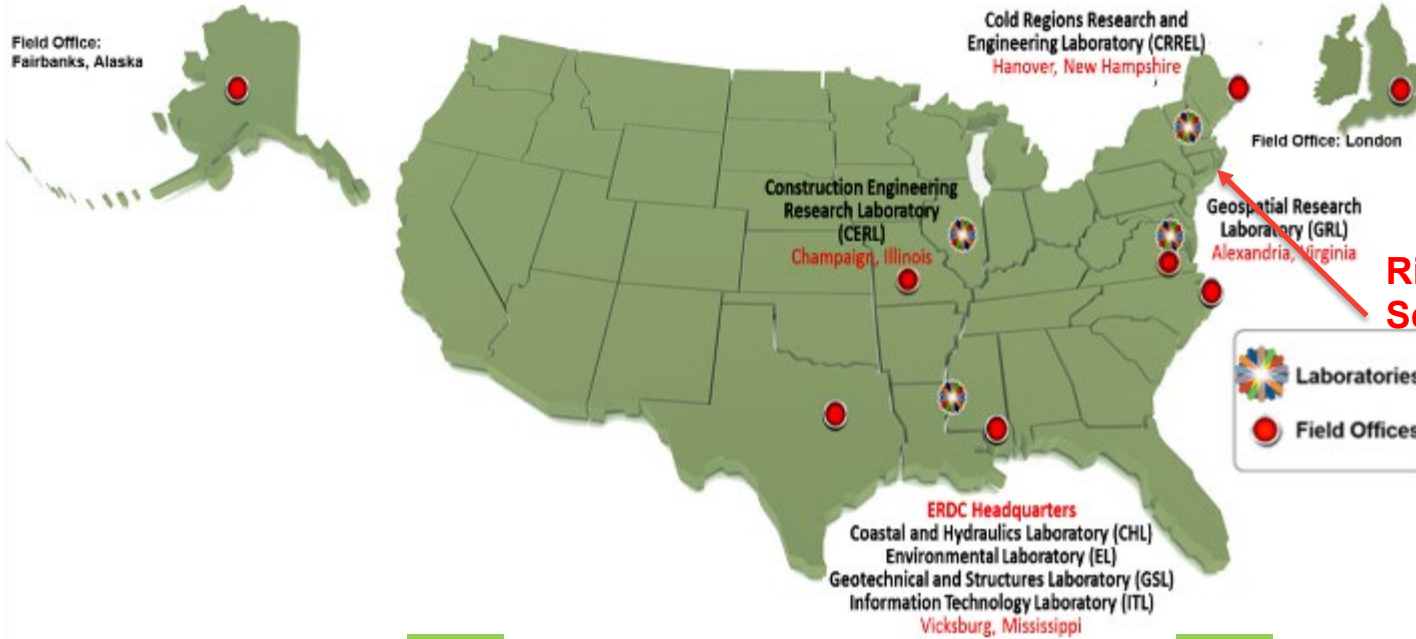 Field Office:
Fairbanks, Alaska
Cold Regions Research and
Engineering Laboratory (CRREL)
Hanover, New Hampshire
Field Office: London
Construction Engineering
Research Laboratory
(CERL)
Champaign, Illinois
Geospatial Research
Laboratory (GRL)
Alexandria, Virginia
Laboratories
Field Offices
ERDC Headquarters
Coastal and Hydraulics Laboratory (CHL)
Environmental Laboratory (EL)
Geotechnical and Structures Laboratory (GSL)
Information Technology Laboratory (ITL)
Vicksburg, Mississippi